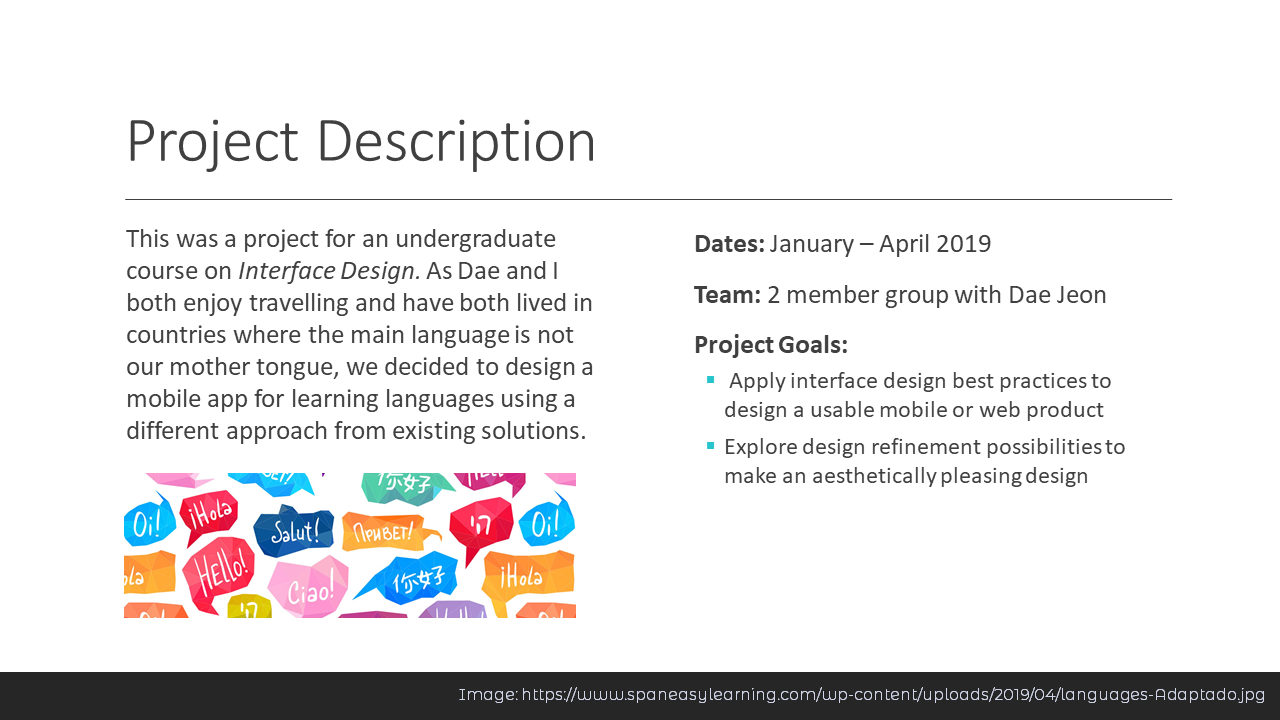 Project Description
This was a project for an undergraduate
course on Interface Design. As Dae and I
both enjoy travelling and have both lived in
countries where the main language is not
our mother tongue, we decided to design a
mobile app for learning languages using a
different approach from existing solutions.
Dates: January – April 2019
Team: 2 member group with Dae Jeon
Project Goals:
Apply interface design best practices to
design a usable mobile or web product
Explore design refinement possibilities to
make an aesthetically pleasing design
你好
Oi!
¡Hola
Salut!
Привет!
היי
Oi!
ola
Hello!
Ciao!
你好
¡Hola
Image: https://www.spaneasylearning.com/wp-content/uploads/2019/04/languages-Adaptado.jpg